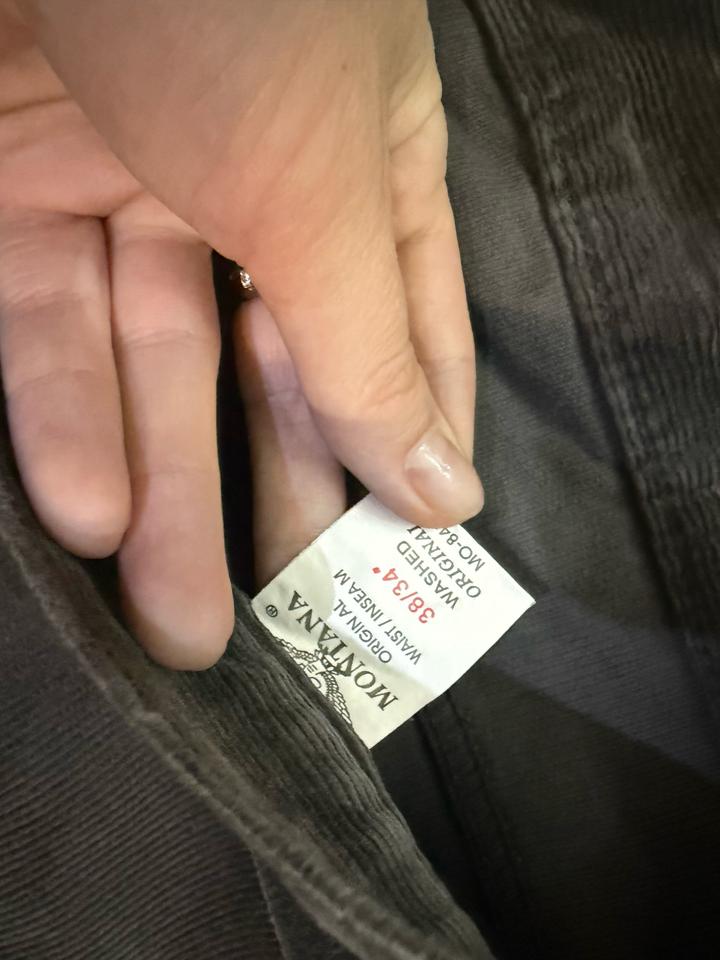 MONTANA ®
ORIGINAL
WAIST / INSEAM
38/34"
WASHED
ORIGINAL
MO-84